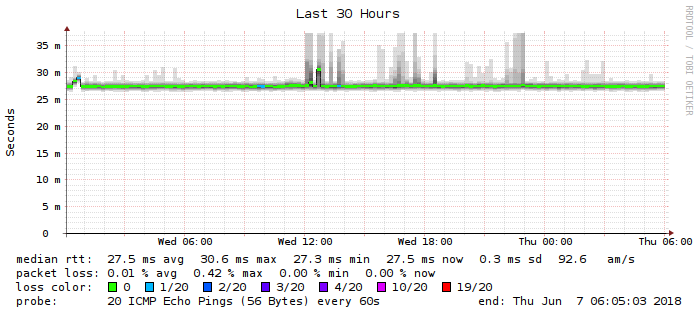 Last 30 Hours
RRDTOOL / TOBI OETIKER
Seconds
35 m
30 m
25 m
20 m
15 m
10 m
5 m
0
Wed 06:00 Wed 12:00 Wed 18:00 Thu 00:00 Thu 06:00
median rtt: 27.5 ms avg 30.6 ms max 27.3 ms min 27.5 ms now 0.3 ms sd 92.6 am/s
packet loss: 0.01 % avg 0.42 % max 0.00 % min 0.00 % now
loss color: 0 1/20 2/20 3/20 4/20 10/20 19/20
probe: 20 ICMP Echo Pings (56 Bytes) every 60s end: Thu Jun 7 06:05:03 2018